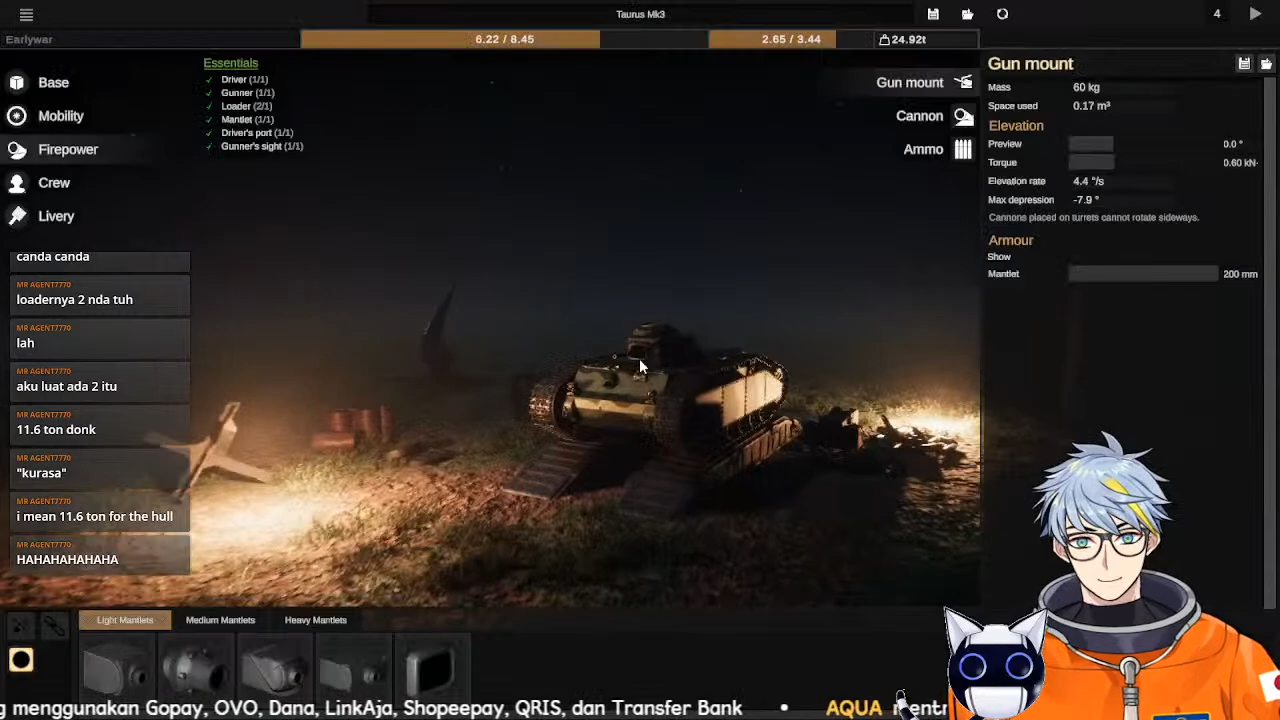 Taurus Mk3
4
Earlywar
6.22 / 8.45
2.65 / 3.44
24.92t
Base
Mobility
Firepower
Crew
Livery
Essentials
Driver (1/1)
Gunner (1/1)
Loader (2/1)
Mantlet (1/1)
Driver's port (1/1)
Gunner's sight (1/1)
Gun mount
Cannon
Ammo
Gun mount
Mass 60 kg
Space used 0.17 m³
Elevation
Preview 0.0 °
Torque 0.60 kN·
Elevation rate 4.4 °/s
Max depression -7.9 °
Cannons placed on turrets cannot rotate sideways.
Armour
Show
Mantlet 200 mm
canda canda
MR AGENT7770
loadernya 2 nda tuh
MR AGENT7770
lah
MR AGENT7770
aku luat ada 2 itu
MR AGENT7770
11.6 ton donk
MR AGENT7770
"kurasa"
MR AGENT7770
i mean 11.6 ton for the hull
MR AGENT7770
HAHAHAHAHAHA
Light Mantlets Medium Mantlets Heavy Mantlets
g menggunakan Gopay, OVO, Dana, LinkAja, Shopeepay, QRIS, dan Transfer Bank • AQUA